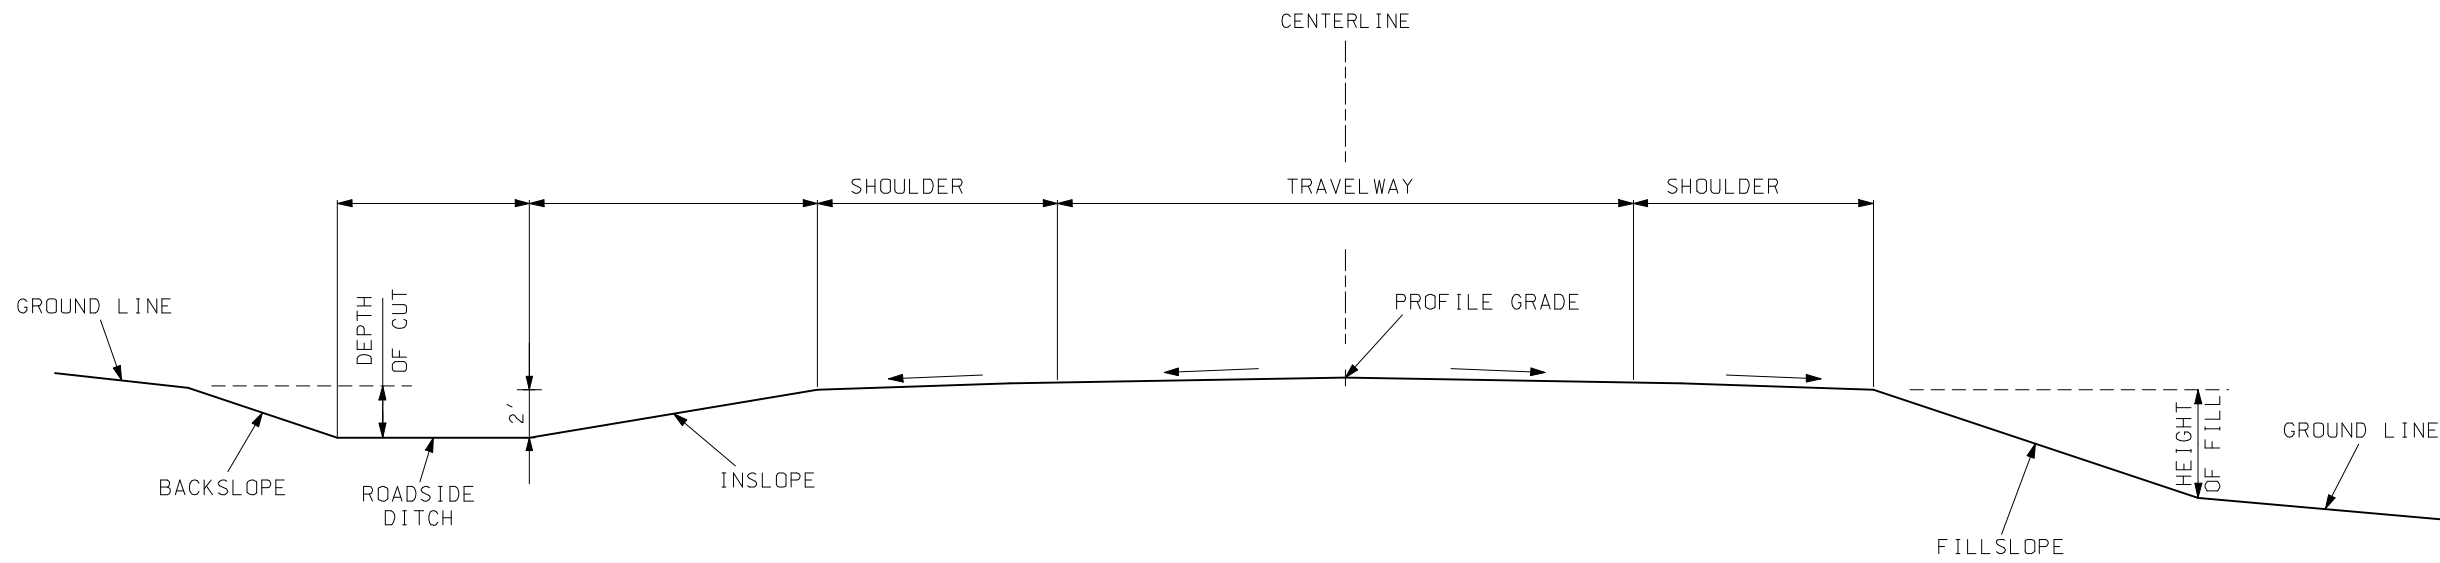 CENTERLINE
SHOULDER
TRAVELWAY
SHOULDER
GROUND LINE
DEPTH
OF CUT
PROFILE GRADE
2'
HEIGHT
OF FILL
GROUND LINE
BACKSLOPE
ROADSIDE
DITCH
INSLOPE
FILLSLOPE